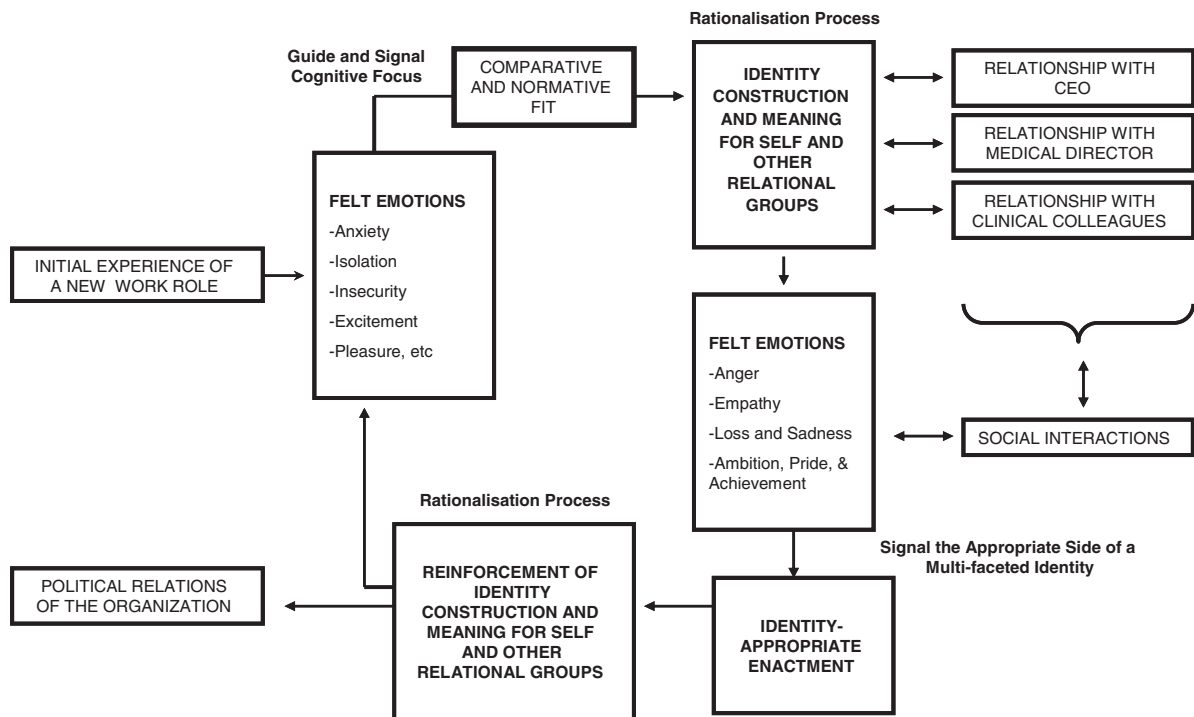 Rationalisation Process
Guide and Signal
Cognitive Focus
COMPARATIVE
AND NORMATIVE
FIT
IDENTITY
CONSTRUCTION
AND MEANING
FOR SELF AND
OTHER
RELATIONAL
GROUPS
RELATIONSHIP WITH
CEO
RELATIONSHIP WITH
MEDICAL DIRECTOR
RELATIONSHIP WITH
CLINICAL COLLEAGUES
FELT EMOTIONS
-Anxiety
-Isolation
-Insecurity
-Excitement
-Pleasure, etc
INITIAL EXPERIENCE OF
A NEW WORK ROLE
FELT EMOTIONS
-Anger
-Empathy
-Loss and Sadness
-Ambition, Pride, &
Achievement
SOCIAL INTERACTIONS
Rationalisation Process
Signal the Appropriate Side of a
Multi-faceted Identity
POLITICAL RELATIONS
OF THE ORGANIZATION
REINFORCEMENT OF
IDENTITY
CONSTRUCTION AND
MEANING FOR SELF
AND OTHER
RELATIONAL GROUPS
IDENTITY-
APPROPRIATE
ENACTMENT